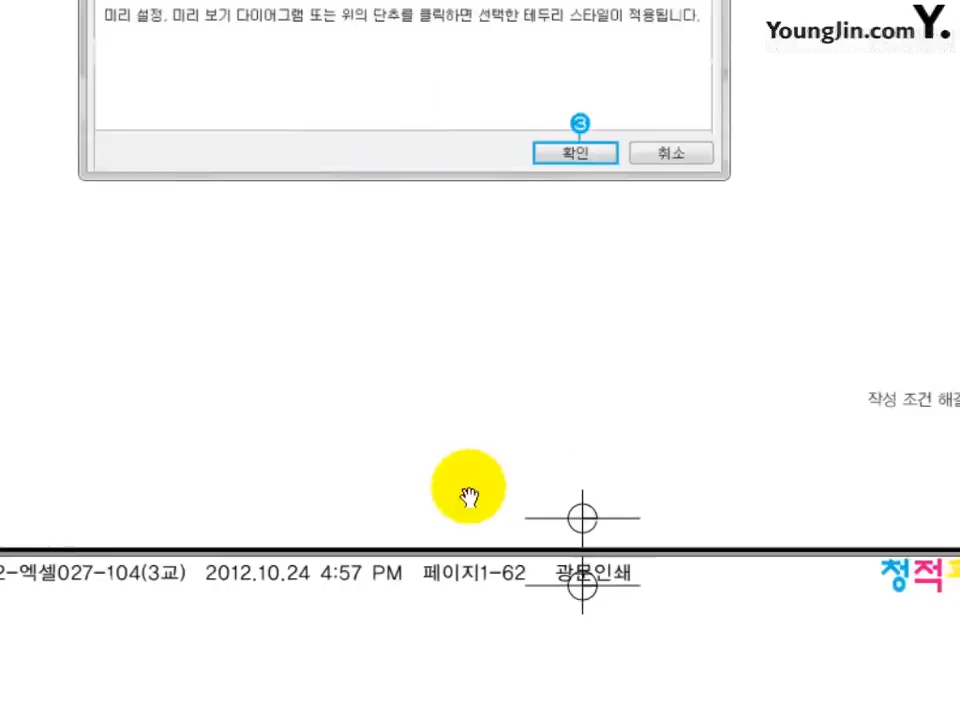 미리 설정, 미리 보기 다이어그램 또는 위의 단추를 클릭하면 선택한 테두리 스타일이 적용됩니다.
YoungJin.com Y.
3
확인 취소
작성 조건 해결
2-엑셀027-104(3교) 2012.10.24 4:57 PM 페이지1-62 광문인쇄
청적